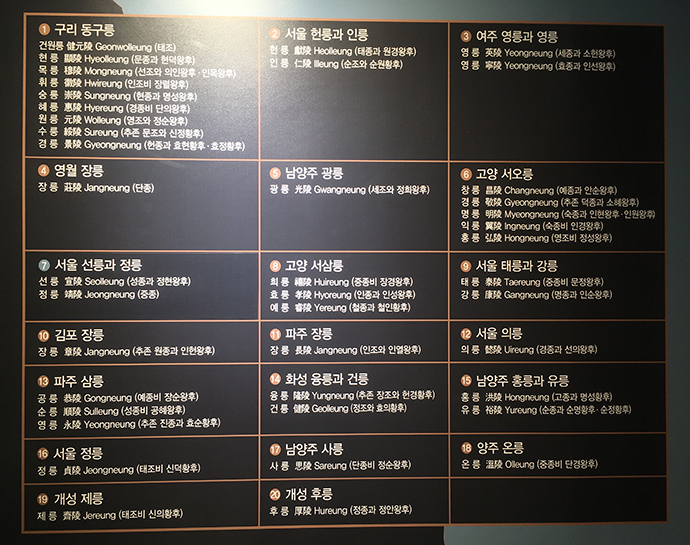 1 구리 동구릉
건원릉 健元陵 Geonwolleung (태조)
현 릉 顯陵 Hyeolleung (문종과 현덕왕후)
목 릉 穆陵 Mongneung (선조와 의인왕후 · 인목왕후)
휘 릉 徽陵 Hwireung (인조비 장렬왕후)
숭 릉 崇陵 Sungneung (현종과 명성왕후)
혜 릉 惠陵 Hyereung (경종비 단의왕후)
원 릉 元陵 Wolleung (영조와 정순왕후)
수 릉 綏陵 Sureung (추존 문조와 신정황후)
경 릉 景陵 Gyeongneung (헌종과 효현황후 · 효정황후)
2 서울 헌릉과 인릉
헌 릉 獻陵 Heolleung (태종과 원경왕후)
인 릉 仁陵 Illeung (순조와 순원황후)
3 여주 영릉과 영릉
영 릉 英陵 Yeongneung (세종과 소헌왕후)
영 릉 寧陵 Yeongneung (효종과 인선왕후)
4 영월 장릉
장 릉 莊陵 Jangneung (단종)
5 남양주 광릉
광 릉 光陵 Gwangneung (세조와 정희왕후)
6 고양 서오릉
창 릉 昌陵 Changneung (예종과 안순왕후)
경 릉 敬陵 Gyeongneung (추존 덕종과 소혜왕후)
명 릉 明陵 Myeongneung (숙종과 인현왕후 · 인원왕후)
익 릉 翼陵 Ingneung (숙종비 인경왕후)
홍 릉 弘陵 Hongneung (영조비 정성왕후)
7 서울 선릉과 정릉
선 릉 宣陵 Seolleung (성종과 정현왕후)
정 릉 靖陵 Jeongneung (중종)
8 고양 서삼릉
희 릉 禧陵 Huireung (중종비 장경왕후)
효 릉 孝陵 Hyoreung (인종과 인성왕후)
예 릉 睿陵 Yereung (철종과 철인황후)
9 서울 태릉과 강릉
태 릉 泰陵 Taereung (중종비 문정왕후)
강 릉 康陵 Gangneung (명종과 인순왕후)
10 김포 장릉
장 릉 章陵 Jangneung (추존 원종과 인헌왕후)
11 파주 장릉
장 릉 長陵 Jangneung (인조와 인열왕후)
12 서울 의릉
의 릉 懿陵 Uireung (경종과 선의왕후)
13 파주 삼릉
공 릉 恭陵 Gongneung (예종비 장순왕후)
순 릉 順陵 Sulleung (성종비 공혜왕후)
영 릉 永陵 Yeongneung (추존 진종과 효순황후)
14 화성 융릉과 건릉
융 릉 隆陵 Yungneung (추존 장조와 헌경황후)
건 릉 健陵 Geolleung (정조와 효의황후)
15 남양주 홍릉과 유릉
홍 릉 洪陵 Hongneung (고종과 명성황후)
유 릉 裕陵 Yureung (순종과 순명황후 · 순정황후)
16 서울 정릉
정 릉 貞陵 Jeongneung (태조비 신덕황후)
17 남양주 사릉
사 릉 思陵 Sareung (단종비 정순왕후)
18 양주 온릉
온 릉 溫陵 Olleung (중종비 단경왕후)
19 개성 제릉
제 릉 齊陵 Jereung (태조비 신의황후)
20 개성 후릉
후 릉 厚陵 Hureung (정종과 정안왕후)